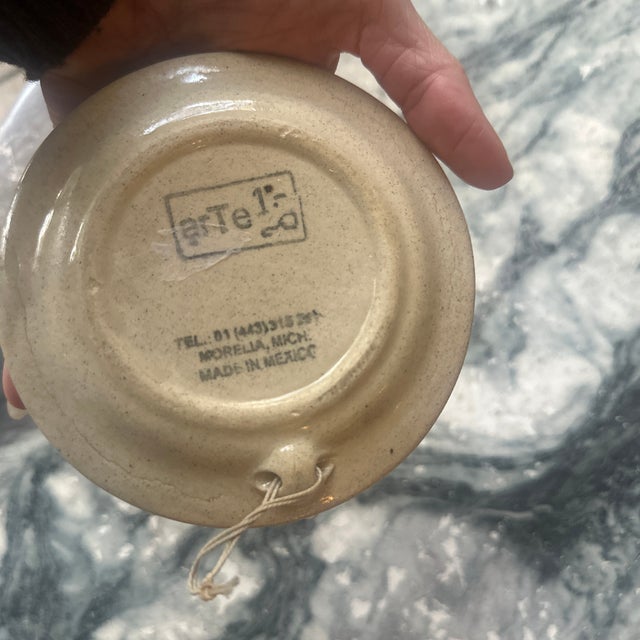 arTe
TEL.: 01 (443) 315
MORELIA, MICH.
MADE IN MEXICO